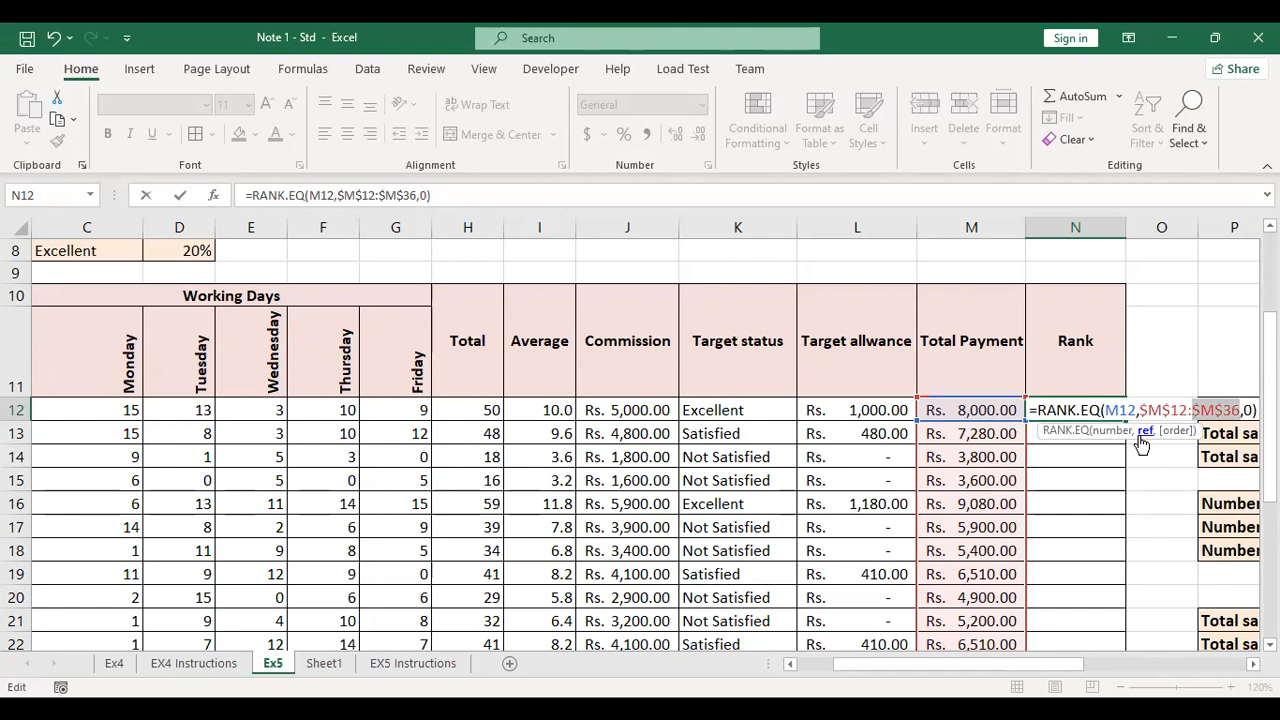 Note 1 - Std - Excel
Search
Sign in
File Home Insert Page Layout Formulas Data Review View Developer Help Load Test Team
Share
Paste
11 A^ A
Wrap Text
General
Conditional Formatting
Format as Table
Cell Styles
Insert
Delete
Format
AutoSum
Fill
Clear
Sort & Filter
Find & Select
B I U A
Merge & Center
$ % ,
Clipboard Font Alignment Number Styles Cells Editing
N12 fx =RANK.EQ(M12,$M$12:$M$36,0)
C D E F G H I J K L M N O P
8 Excellent 20%
9
10 Working Days
11 Monday Tuesday Wednesday Thursday Friday Total Average Commission Target status Target allwance Total Payment Rank
12 15 13 3 10 9 50 10.0 Rs. 5,000.00 Excellent Rs. 1,000.00 Rs. 8,000.00 =RANK.EQ(M12,$M$12:$M$36,0)
RANK.EQ(number, ref, [order])
13 15 8 3 10 12 48 9.6 Rs. 4,800.00 Satisfied Rs. 480.00 Rs. 7,280.00 Total sa
14 9 1 5 3 0 18 3.6 Rs. 1,800.00 Not Satisfied Rs. - Rs. 3,800.00 Total sa
15 6 0 5 0 5 16 3.2 Rs. 1,600.00 Not Satisfied Rs. - Rs. 3,600.00
16 6 13 11 14 15 59 11.8 Rs. 5,900.00 Excellent Rs. 1,180.00 Rs. 9,080.00 Number
17 14 8 2 6 9 39 7.8 Rs. 3,900.00 Not Satisfied Rs. - Rs. 5,900.00 Number
18 1 11 9 8 5 34 6.8 Rs. 3,400.00 Not Satisfied Rs. - Rs. 5,400.00 Number
19 11 9 12 9 0 41 8.2 Rs. 4,100.00 Satisfied Rs. 410.00 Rs. 6,510.00
20 2 15 0 6 6 29 5.8 Rs. 2,900.00 Not Satisfied Rs. - Rs. 4,900.00
21 1 9 4 10 8 32 6.4 Rs. 3,200.00 Not Satisfied Rs. - Rs. 5,200.00 Total sa
22 1 7 12 14 7 41 8.2 Rs. 4,100.00 Satisfied Rs. 410.00 Rs. 6,510.00 Total sa
Ex4 EX4 Instructions Ex5 Sheet1 EX5 Instructions
Edit
120%